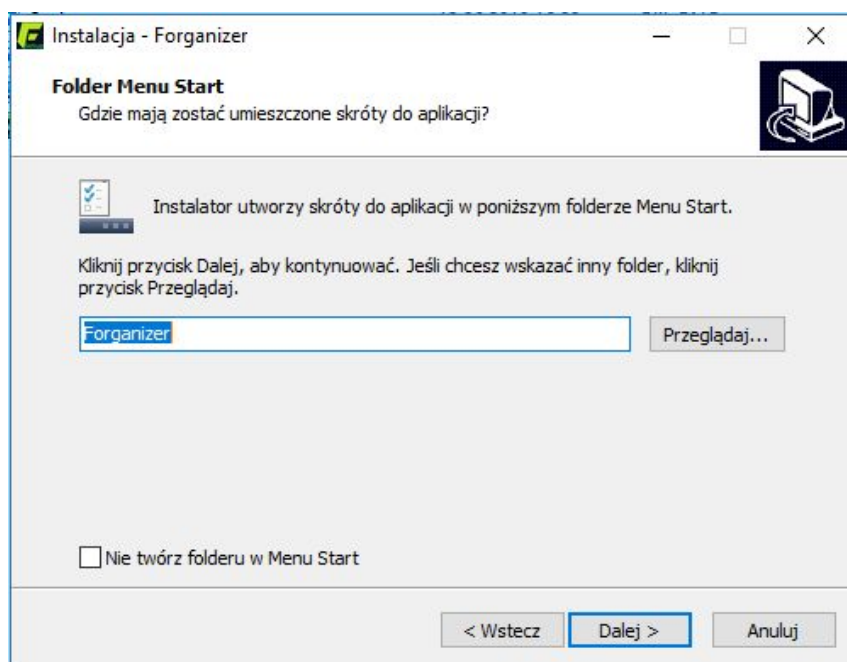 Instalacja - Forganizer
Folder Menu Start
Gdzie mają zostać umieszczone skróty do aplikacji?
Instalator utworzy skróty do aplikacji w poniższym folderze Menu Start.
Kliknij przycisk Dalej, aby kontynuować. Jeśli chcesz wskazać inny folder, kliknij
przycisk Przeglądaj.
Forganizer
Przeglądaj...
Nie twórz folderu w Menu Start
< Wstecz
Dalej >
Anuluj